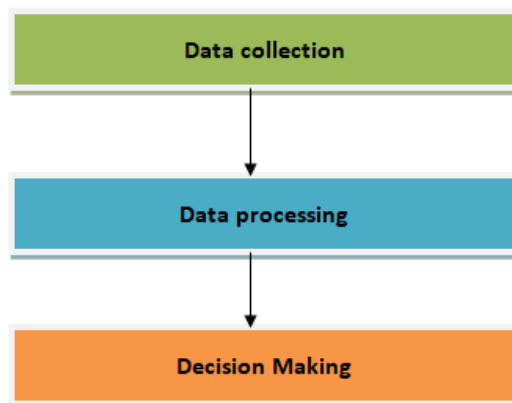 Data collection
Data processing
Decision Making